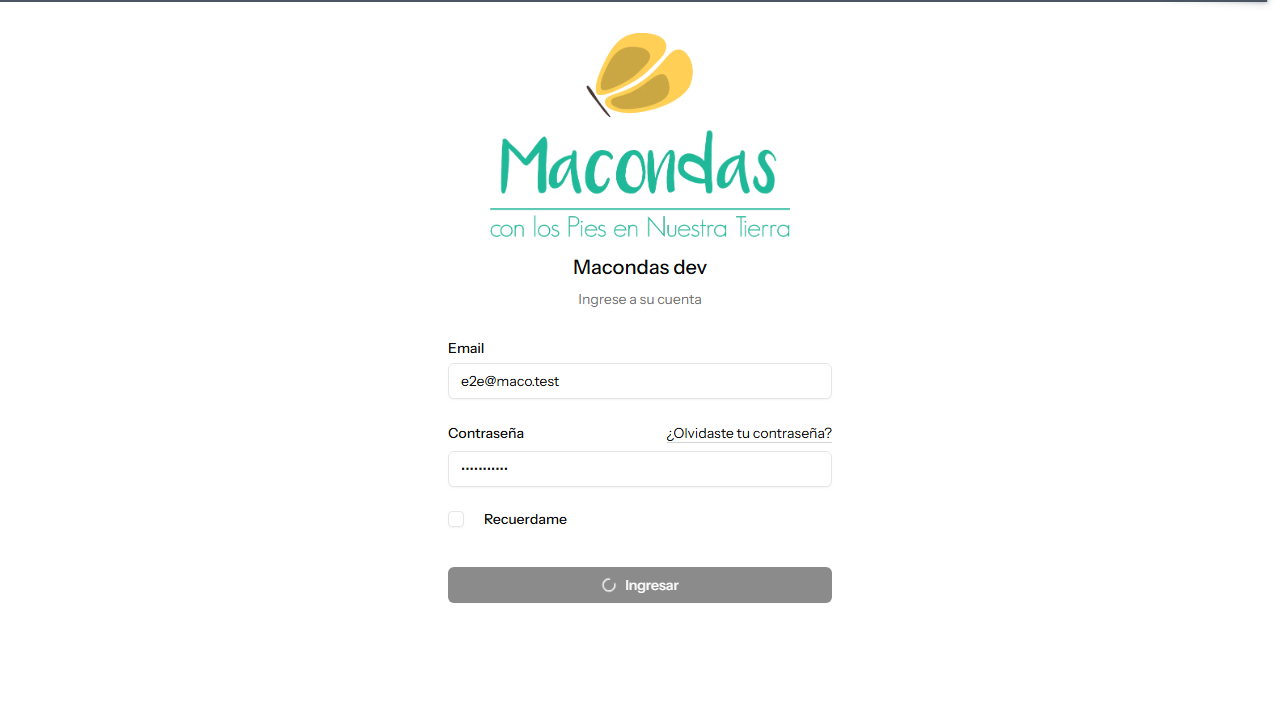 Macondas
con los Pies en Nuestra Tierra
Macondas dev
Ingrese a su cuenta
Email
e2e@maco.test
Contraseña
¿Olvidaste tu contraseña?
•••••••••••
Recuerdame
Ingresar